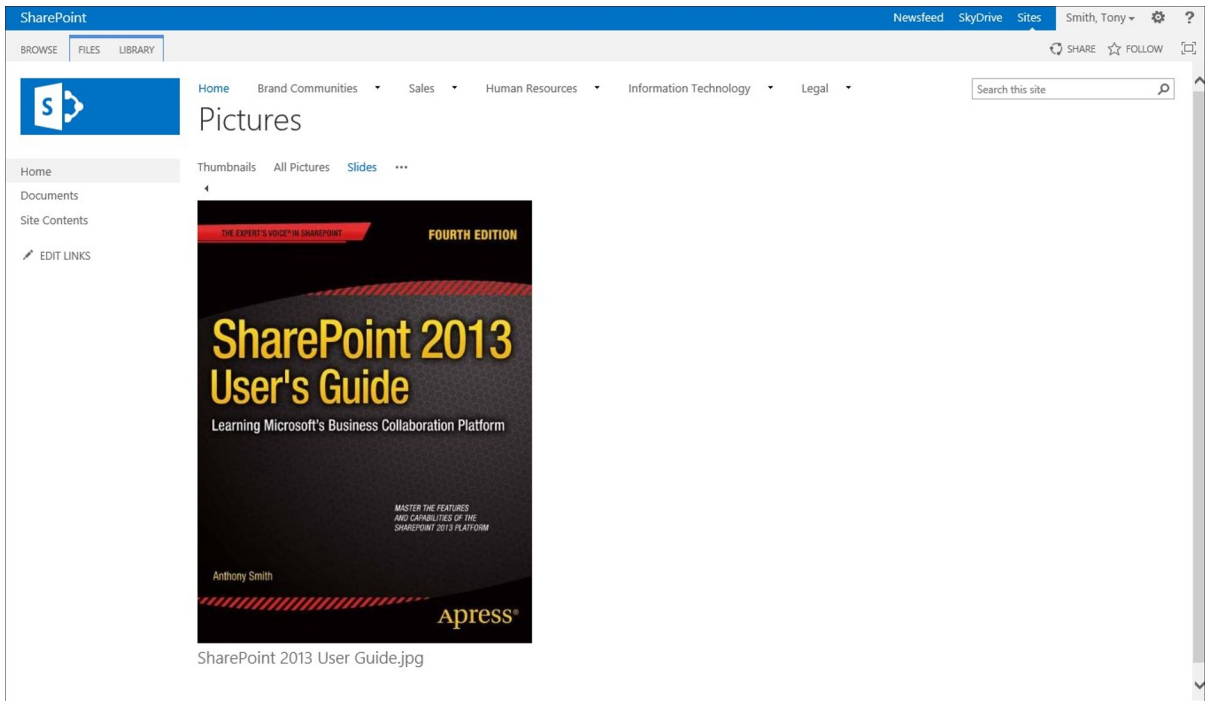 SharePoint
Newsfeed SkyDrive Sites Smith, Tony ?
BROWSE FILES LIBRARY
SHARE FOLLOW
S
Home Brand Communities Sales Human Resources Information Technology Legal
Search this site
Pictures
Home
Documents
Site Contents
EDIT LINKS
Thumbnails All Pictures Slides ...
THE EXPERT'S VOICE® IN SHAREPOINT
FOURTH EDITION
SharePoint 2013
User's Guide
Learning Microsoft's Business Collaboration Platform
MASTER THE FEATURES
AND CAPABILITIES OF THE
SHAREPOINT 2013 PLATFORM
Anthony Smith
Apress®
SharePoint 2013 User Guide.jpg